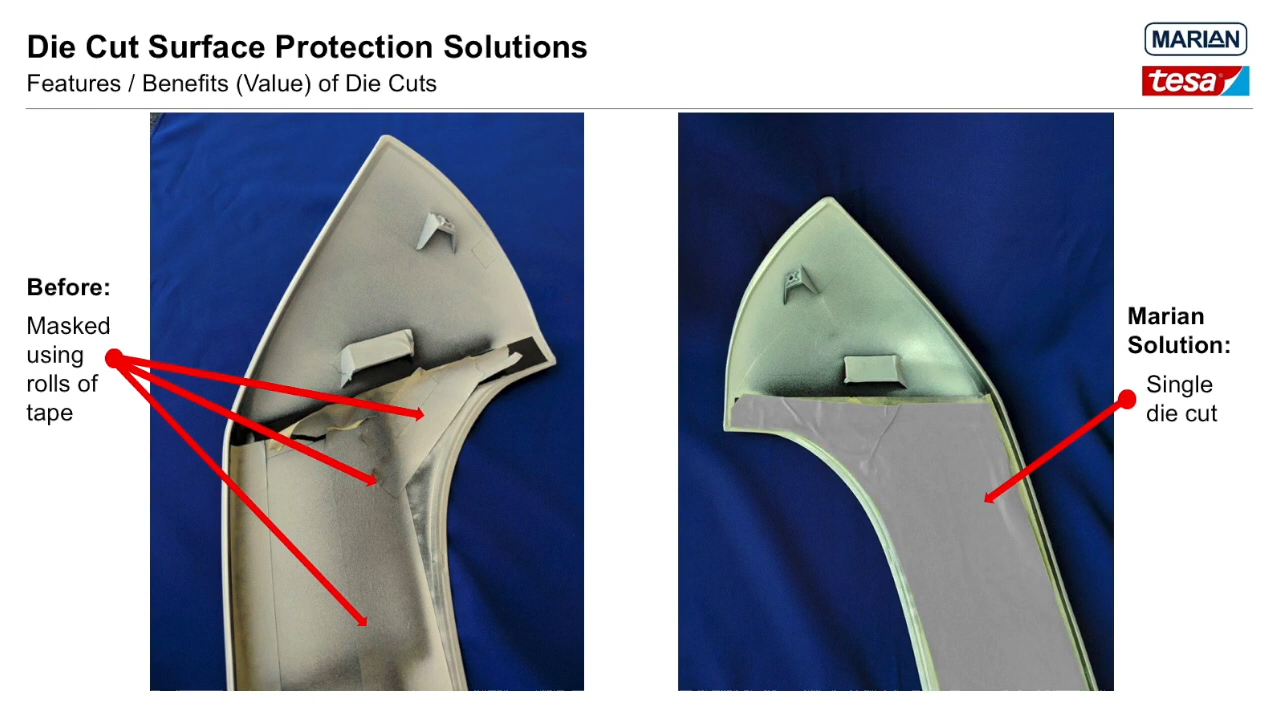 Die Cut Surface Protection Solutions
Features / Benefits (Value) of Die Cuts
MARIAN
tesa
Before:
Masked
using
rolls of
tape
Marian
Solution:
Single
die cut